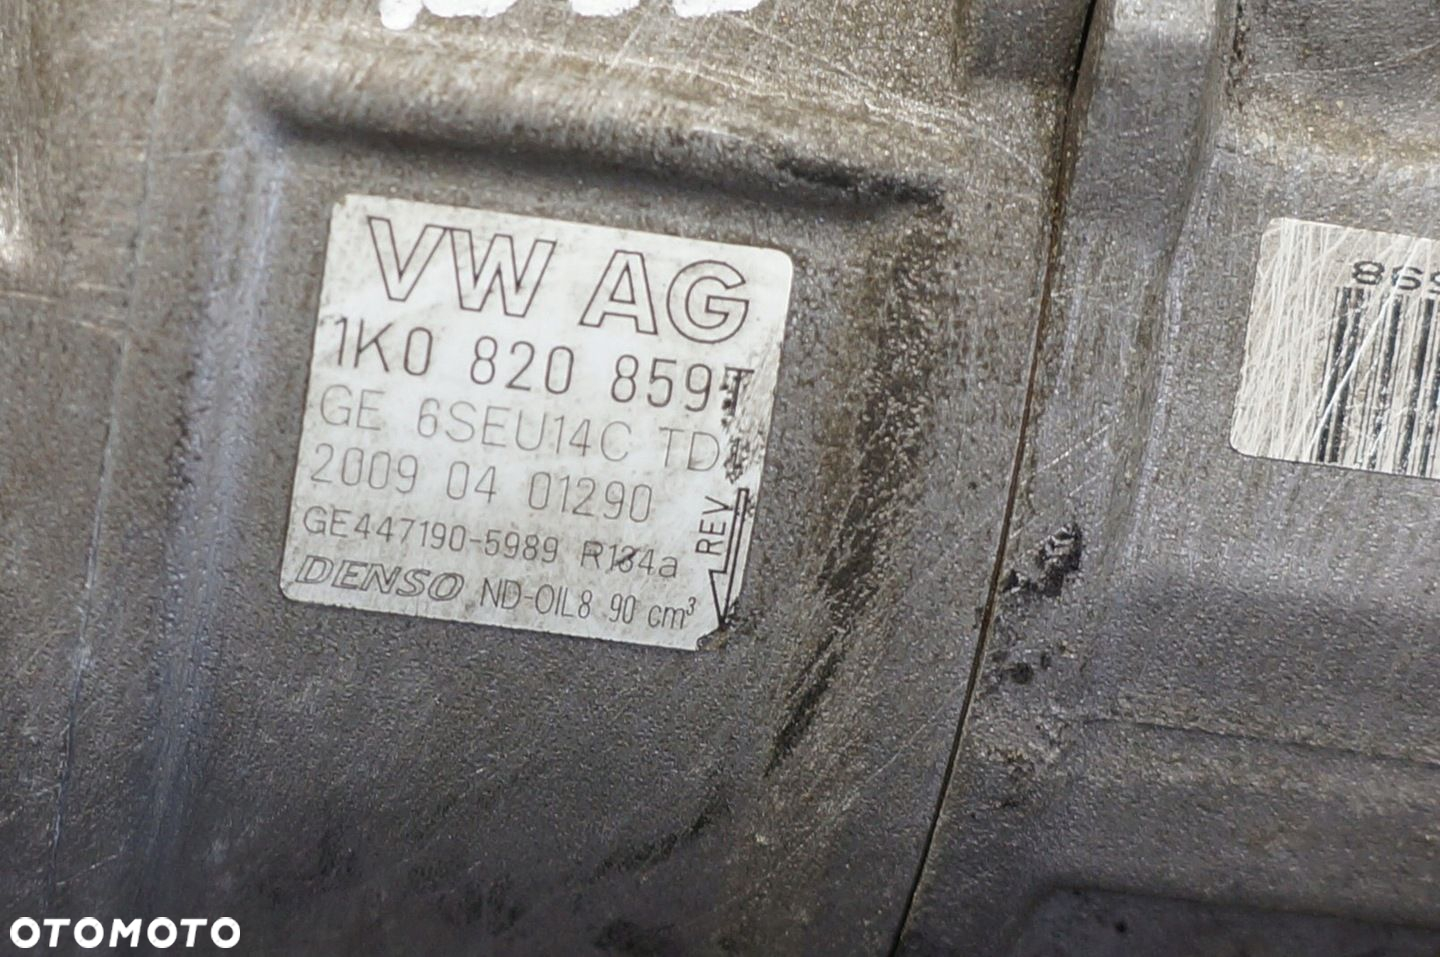 VW AG
1K0 820 859T
GE 6SEU14C TD
2009 04 01290
GE447190-5989 R134a
DENSO ND-OIL8 90 cm³
REV
OTOMOTO